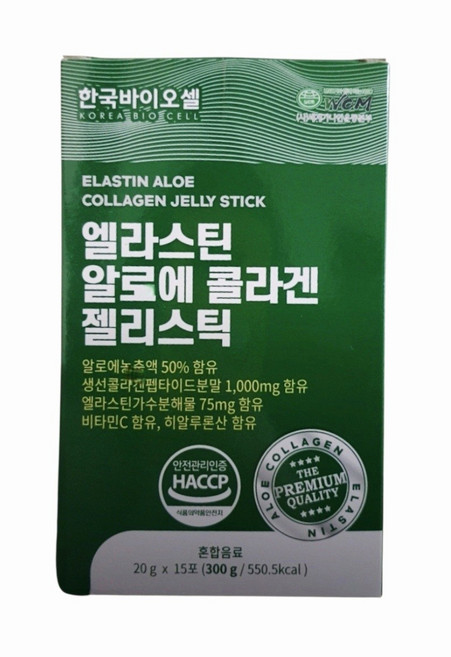 한국바이오셀
KOREA BIO CELL
WCM
ELASTIN ALOE
COLLAGEN JELLY STICK
엘라스틴
알로에 콜라겐
젤리스틱
알로에농축액 50% 함유
생선콜라겐펩타이드분말 1,000mg 함유
엘라스틴가수분해물 75mg 함유
비타민C 함유, 히알루론산 함유
안전관리인증
HACCP
식품의약품안전처
ALOE COLLAGEN
THE
PREMIUM
QUALITY
ELASTIN
혼합음료
20 g x 15포 (300 g / 550.5kcal )